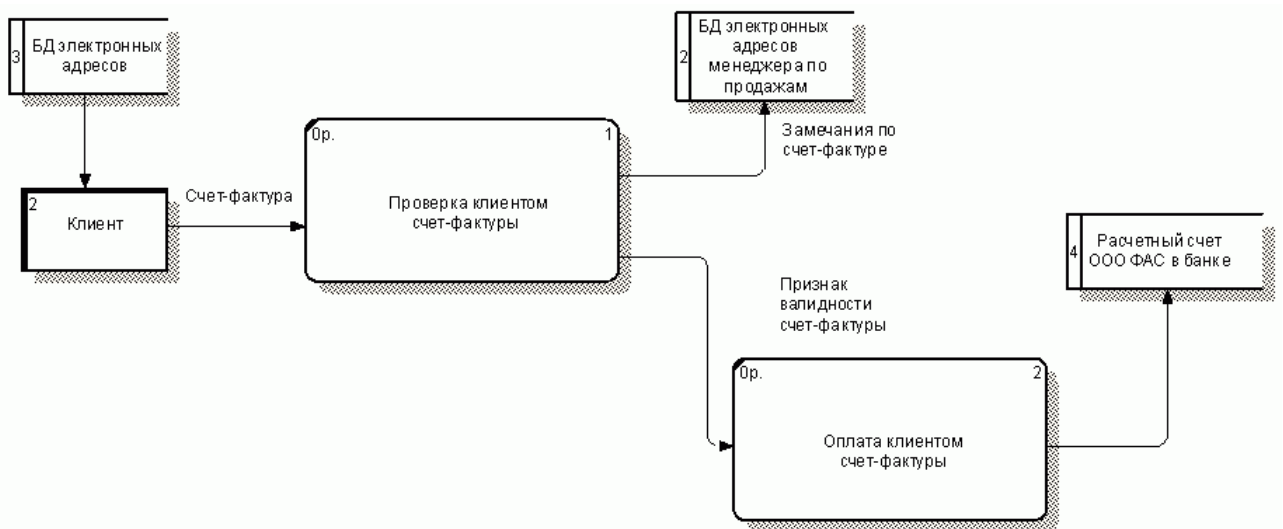 3
БД электронных
адресов
2
БД электронных
адресов
менеджера по
продажам
0р.
1
Замечания по
счет-фактуре
2
Клиент
Счет-фактура
Проверка клиентом
счет-фактуры
4
Расчетный счет
ООО ФАС в банке
Признак
валидности
счет-фактуры
0р.
2
Оплата клиентом
счет-фактуры